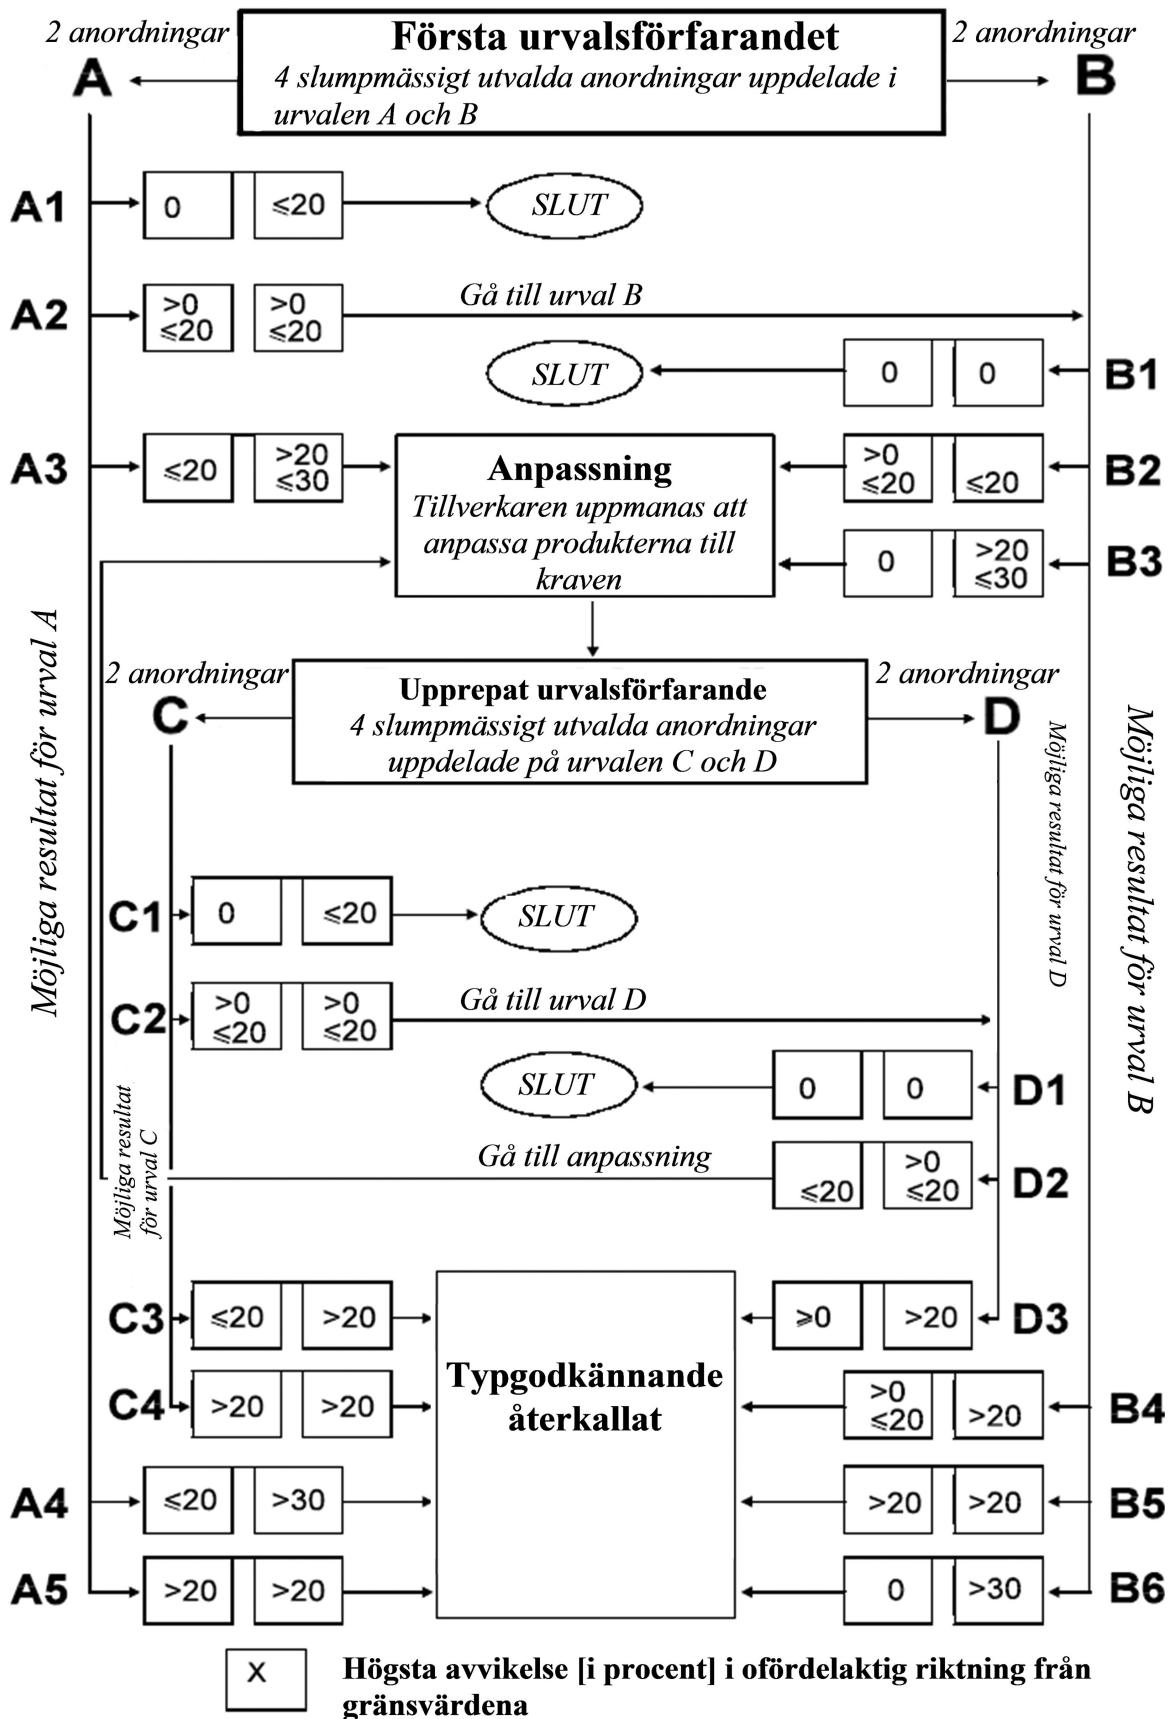 2 anordningar
Första urvalsförfarandet
2 anordningar
A
4 slumpmässigt utvalda anordningar uppdelade i
urvalen A och B
B
A1
0
≤20
SLUT
A2
>0
≤20
>0
≤20
Gå till urval B
SLUT
0
0
B1
A3
≤20
>20
≤30
Anpassning
Tillverkaren uppmanas att
anpassa produkterna till
kraven
>0
≤20
≤20
B2
0
>20
≤30
B3
Möjliga resultat för urval A
2 anordningar
C
Upprepat urvalsförfarande
4 slumpmässigt utvalda anordningar
uppdelade på urvalen C och D
2 anordningar
D
Möjliga resultat för urval D
Möjliga resultat för urval B
C1
0
≤20
SLUT
C2
>0
≤20
>0
≤20
Gå till urval D
SLUT
0
0
D1
Möjliga resultat
för urval C
Gå till anpassning
≤20
>0
≤20
D2
C3
≤20
>20
Typgodkännande
återkallat
≥0
>20
D3
C4
>20
>20
>0
≤20
>20
B4
A4
≤20
>30
>20
>20
B5
A5
>20
>20
0
>30
B6
X
Högsta avvikelse [i procent] i ofördelaktig riktning från
gränsvärdena